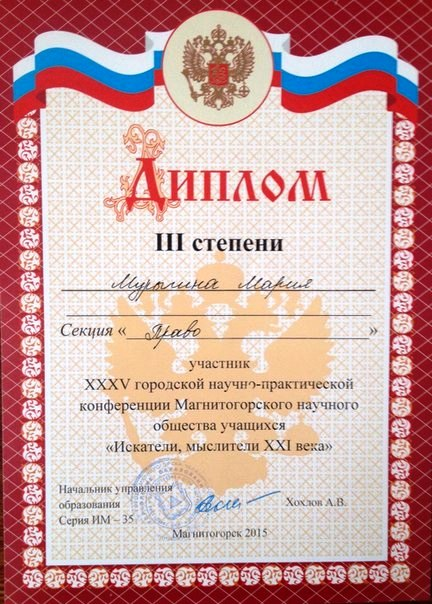 Диплом
III степени
Мурыгина Мария
Секция « Право »
участник
XXXV городской научно-практической
конференции Магнитогорского научного
общества учащихся
«Искатели, мыслители XXI века»
Начальник управления
образования
Хохлов А.В.
Серия ИМ – 35
Магнитогорск 2015